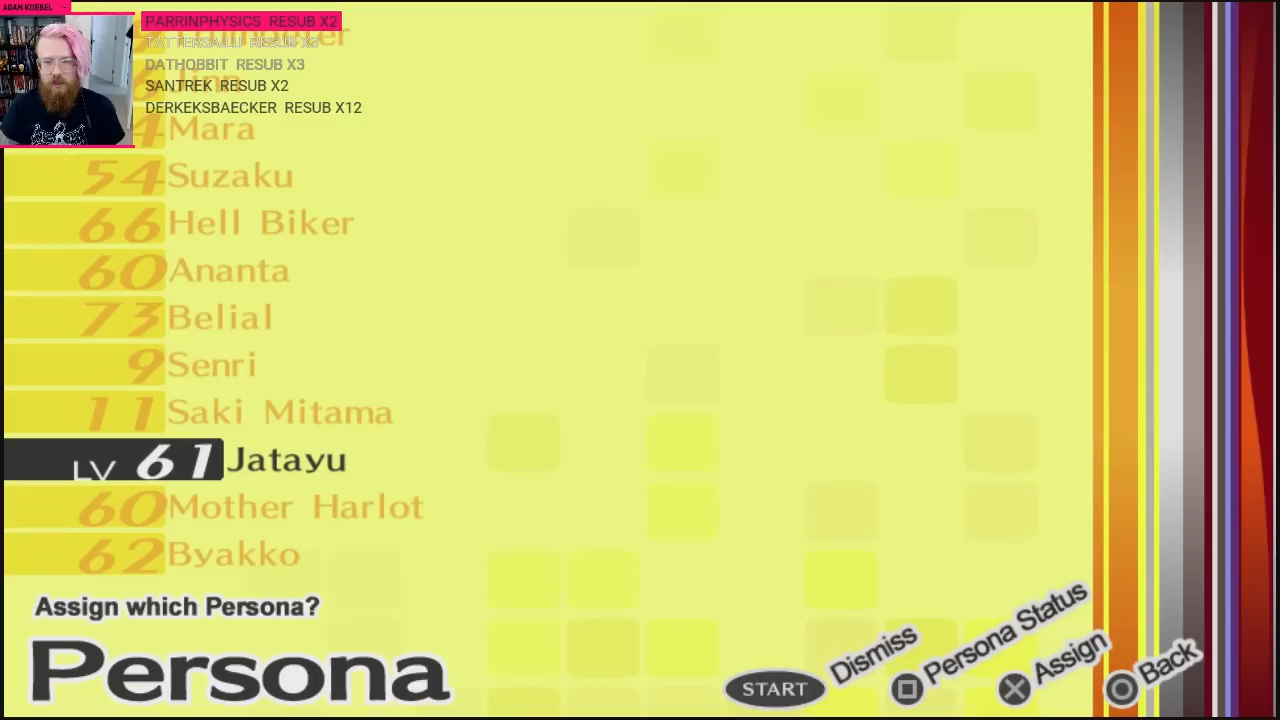 ADAM KOEBEL
PARRINPHYSICS RESUB X2
DATHOBBIT RESUB X3
SANTREK RESUB X2
DERKEKSBAECKER RESUB X12
Mara
54 Suzaku
66 Hell Biker
60 Ananta
73 Belial
9 Senri
11 Saki Mitama
LV 61 Jatayu
60 Mother Harlot
62 Byakko
Assign which Persona?
Persona
START Dismiss
Persona Status
Assign
Back